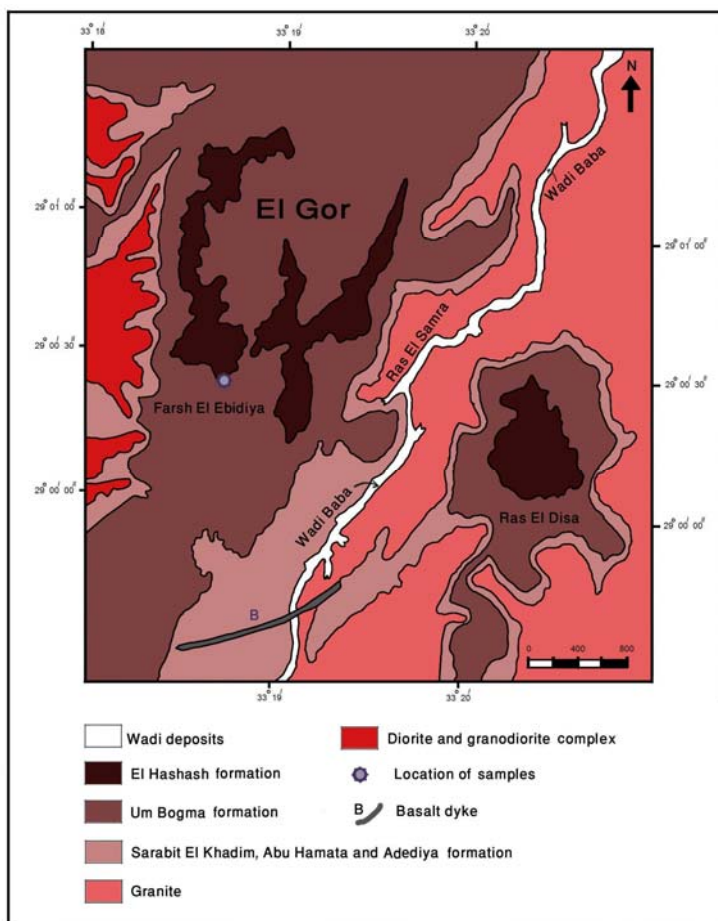 33° 18'
33° 19'
33° 20'
N
Wadi Baba
29° 01' 00"
El Gor
29° 01' 00"
Ras El Samra
29° 00' 30"
29° 00' 30"
Farsh El Ebidiya
29° 00' 00"
Wadi Baba
Ras El Disa
29° 00' 00"
B
0 400 800
33° 19'
33° 20'
Wadi deposits
Diorite and granodiorite complex
El Hashash formation
Location of samples
Um Bogma formation
B
Basalt dyke
Sarabit El Khadim, Abu Hamata and Adediya formation
Granite